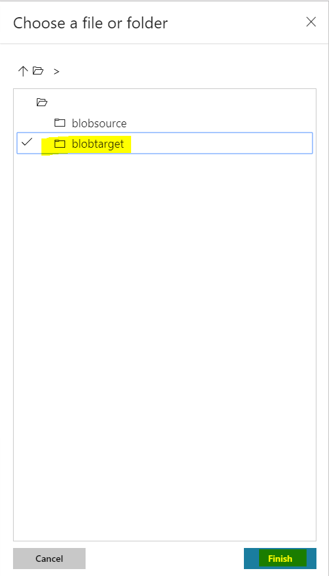 Choose a file or folder
>
blobsource
blobtarget
Cancel
Finish